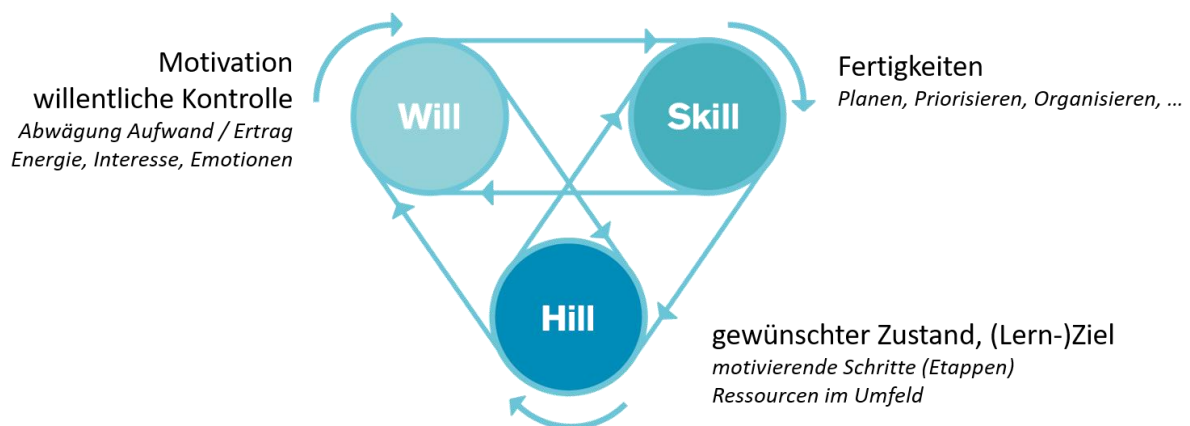 Motivation
willentliche Kontrolle
Abwägung Aufwand / Ertrag
Energie, Interesse, Emotionen
Will
Skill
Fertigkeiten
Planen, Priorisieren, Organisieren, ...
Hill
gewünschter Zustand, (Lern-)Ziel
motivierende Schritte (Etappen)
Ressourcen im Umfeld